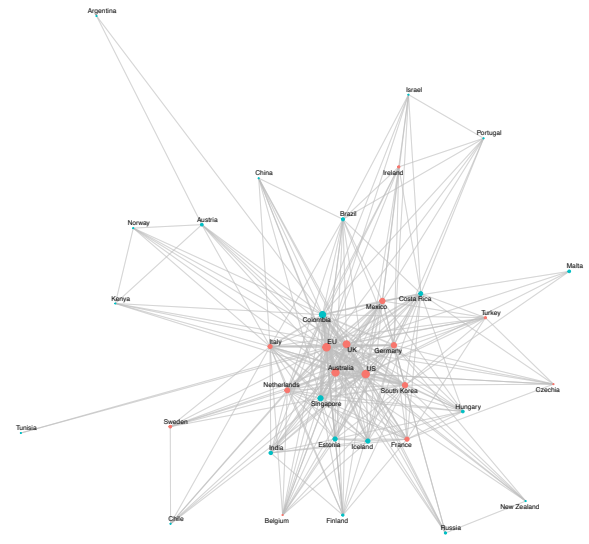 Argentina
Israel
Portugal
China
Ireland
Brazil
Norway
Austria
Malta
Kenya
Costa Rica
Mexico
Colombia
Turkey
Italy
EU
UK
Germany
Australia
US
Netherlands
South Korea
Czechia
Singapore
Hungary
Sweden
Tunisia
Estonia
Iceland
France
India
New Zealand
Chile
Belgium
Finland
Russia